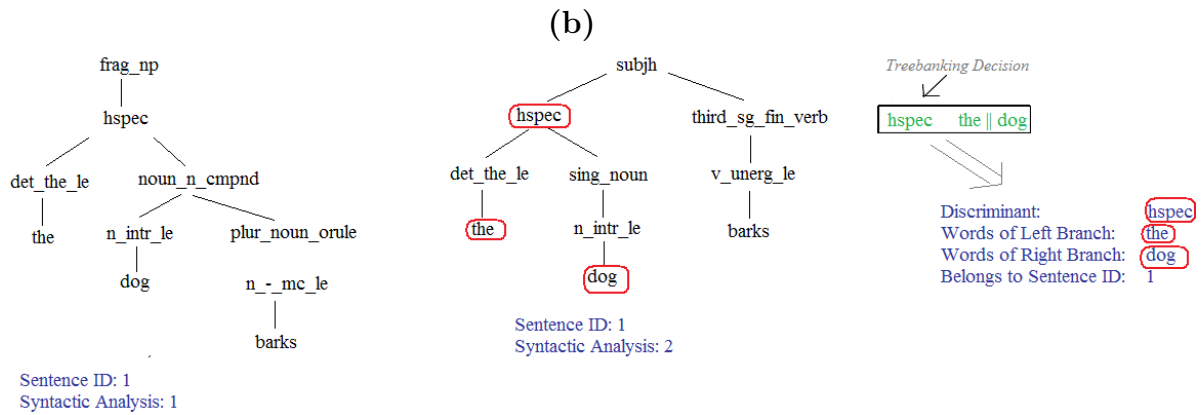 (b)
frag_np
hspec
det_the_le noun_n_cmpnd
the n_intr_le plur_noun_orule
dog n_-_mc_le
barks
Sentence ID: 1
Syntactic Analysis: 1
subjh
hspec third_sg_fin_verb
det_the_le sing_noun v_unerg_le
the n_intr_le barks
dog
Sentence ID: 1
Syntactic Analysis: 2
Treebanking Decision
hspec the || dog
Discriminant: hspec
Words of Left Branch: the
Words of Right Branch: dog
Belongs to Sentence ID: 1